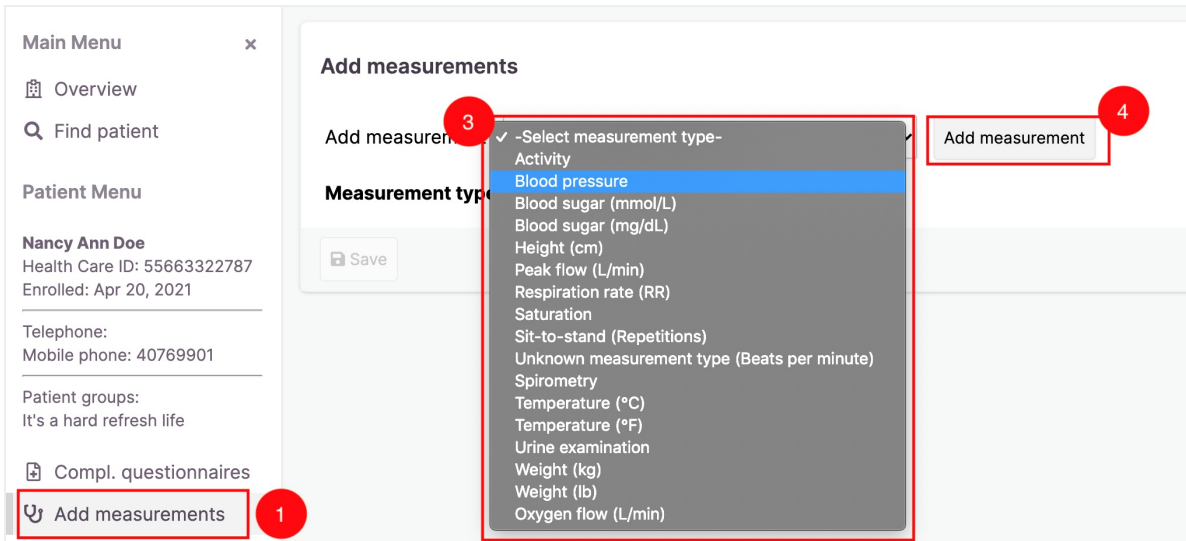 Main Menu ×
Overview
Find patient
Patient Menu
Nancy Ann Doe
Health Care ID: 55663322787
Enrolled: Apr 20, 2021
Telephone:
Mobile phone: 40769901
Patient groups:
It's a hard refresh life
Compl. questionnaires
Add measurements
1
Add measurements
3
4
Add measurem
✓ -Select measurement type-
Activity
Blood pressure
Blood sugar (mmol/L)
Blood sugar (mg/dL)
Height (cm)
Peak flow (L/min)
Respiration rate (RR)
Saturation
Sit-to-stand (Repetitions)
Unknown measurement type (Beats per minute)
Spirometry
Temperature (°C)
Temperature (°F)
Urine examination
Weight (kg)
Weight (lb)
Oxygen flow (L/min)
Add measurement
Measurement type
Save